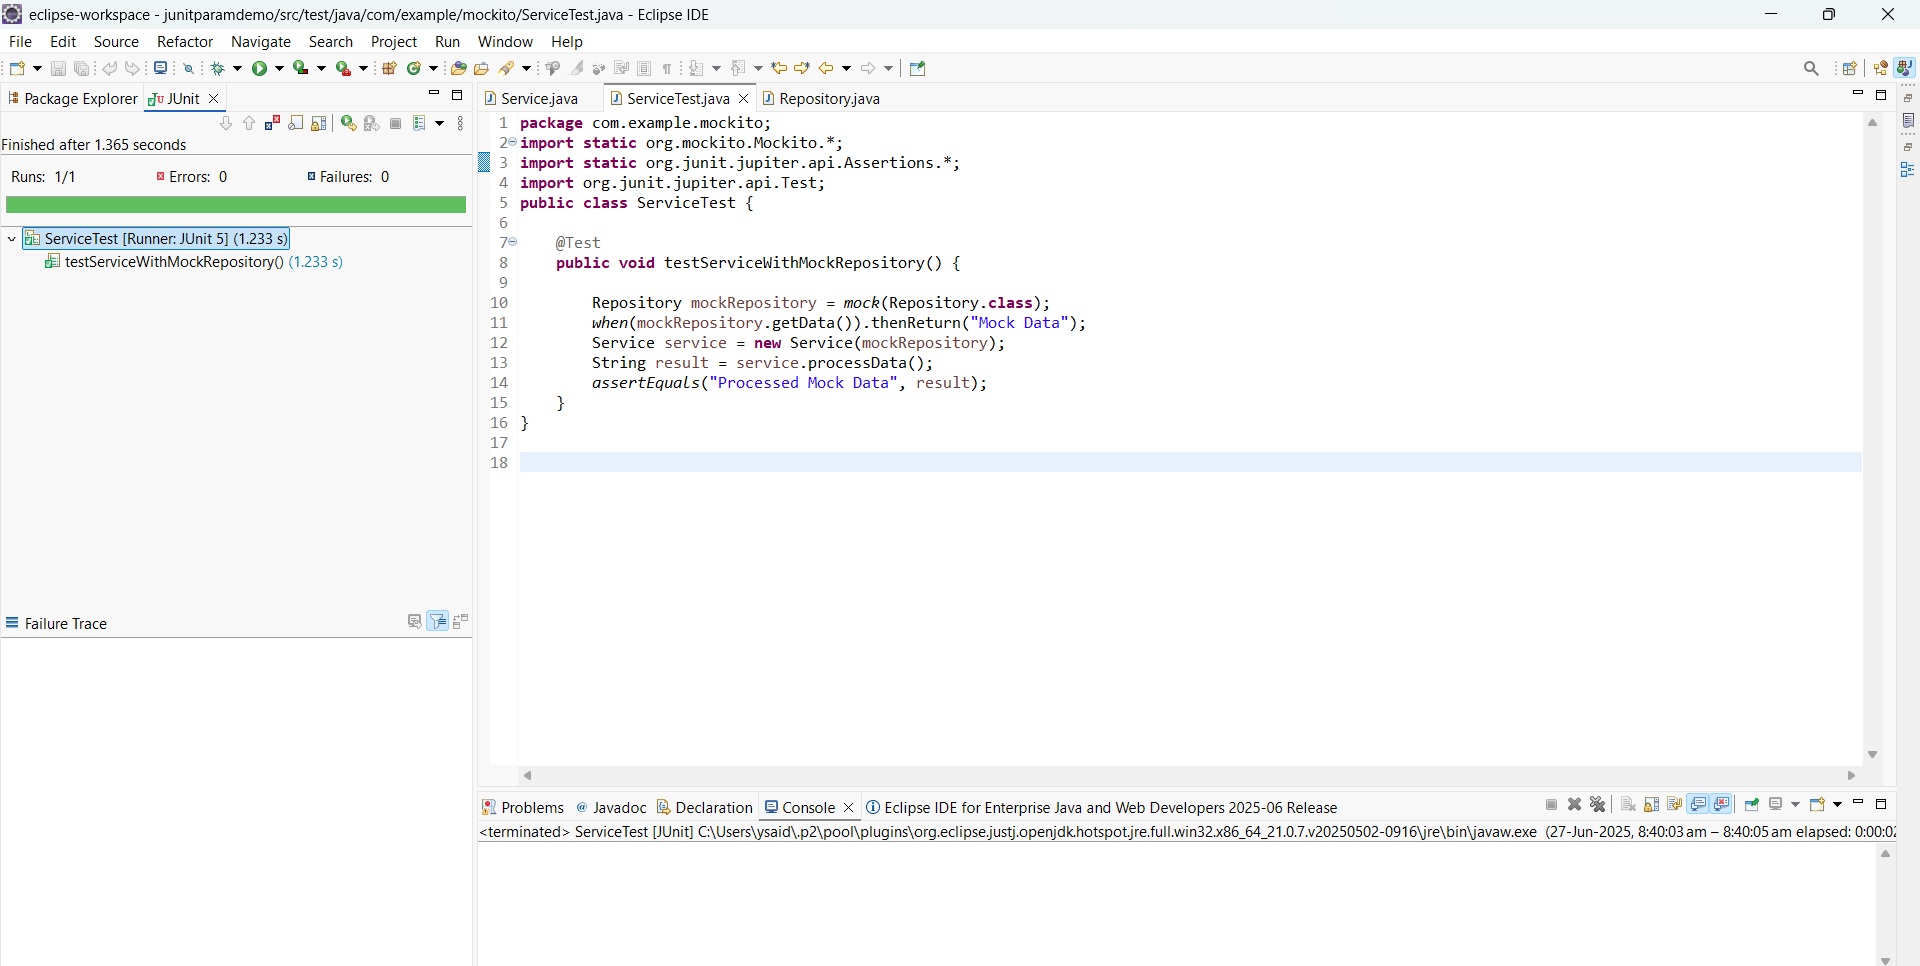 eclipse-workspace - junitparamdemo/src/test/java/com/example/mockito/ServiceTest.java - Eclipse IDE
File Edit Source Refactor Navigate Search Project Run Window Help
Package Explorer JUnit
Finished after 1.365 seconds
Runs: 1/1 Errors: 0 Failures: 0
ServiceTest [Runner: JUnit 5] (1.233 s)
testServiceWithMockRepository() (1.233 s)
Failure Trace
Service.java ServiceTest.java Repository.java
1 package com.example.mockito;
2 import static org.mockito.Mockito.*;
3 import static org.junit.jupiter.api.Assertions.*;
4 import org.junit.jupiter.api.Test;
5 public class ServiceTest {
6
7 @Test
8 public void testServiceWithMockRepository() {
9
10 Repository mockRepository = mock(Repository.class);
11 when(mockRepository.getData()).thenReturn("Mock Data");
12 Service service = new Service(mockRepository);
13 String result = service.processData();
14 assertEquals("Processed Mock Data", result);
15 }
16 }
17
18
Problems Javadoc Declaration Console Eclipse IDE for Enterprise Java and Web Developers 2025-06 Release
<terminated> ServiceTest [JUnit] C:\Users\ysaid\.p2\pool\plugins\org.eclipse.justj.openjdk.hotspot.jre.full.win32.x86_64_21.0.7.v20250502-0916\jre\bin\javaw.exe (27-Jun-2025, 8:40:03 am – 8:40:05 am elapsed: 0:00:02